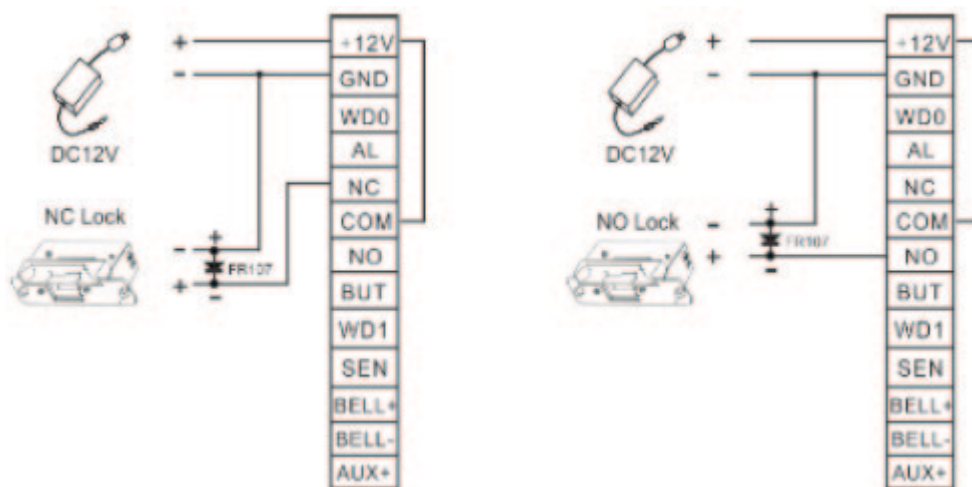 + +12V
- GND
WD0
DC12V
AL
NC
NC Lock
COM
+
-
FR107
NO
+
-
BUT
WD1
SEN
BELL+
BELL-
AUX+
+ +12V
- GND
WD0
DC12V
AL
NC
NO Lock
COM
+
-
FR107
NO
+
-
BUT
WD1
SEN
BELL+
BELL-
AUX+